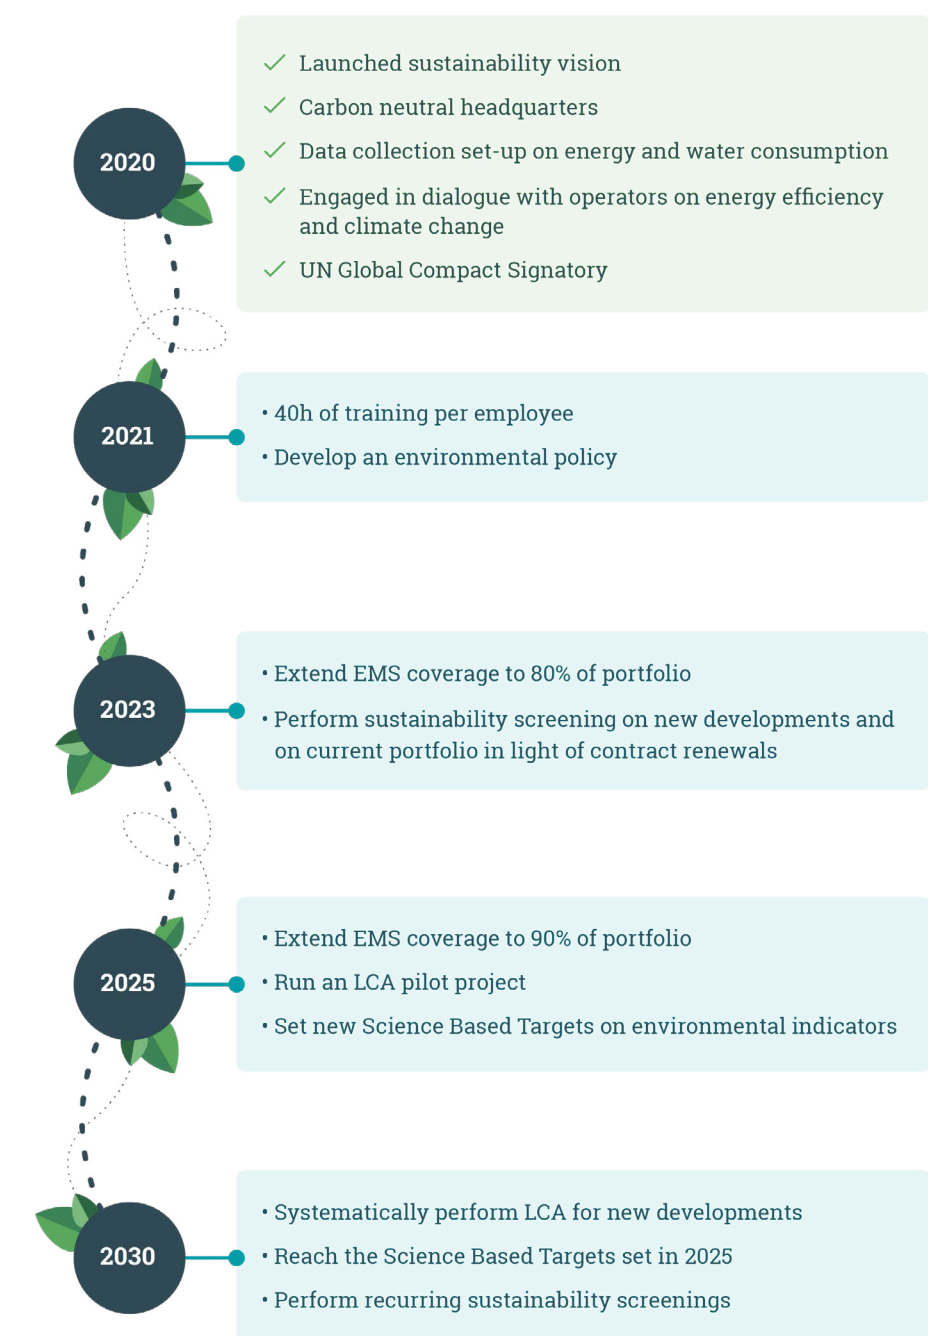 2020
Launched sustainability vision
Carbon neutral headquarters
Data collection set-up on energy and water consumption
Engaged in dialogue with operators on energy efficiency
and climate change
UN Global Compact Signatory
2021
• 40h of training per employee
• Develop an environmental policy
2023
• Extend EMS coverage to 80% of portfolio
• Perform sustainability screening on new developments and
on current portfolio in light of contract renewals
2025
• Extend EMS coverage to 90% of portfolio
• Run an LCA pilot project
• Set new Science Based Targets on environmental indicators
2030
• Systematically perform LCA for new developments
• Reach the Science Based Targets set in 2025
• Perform recurring sustainability screenings